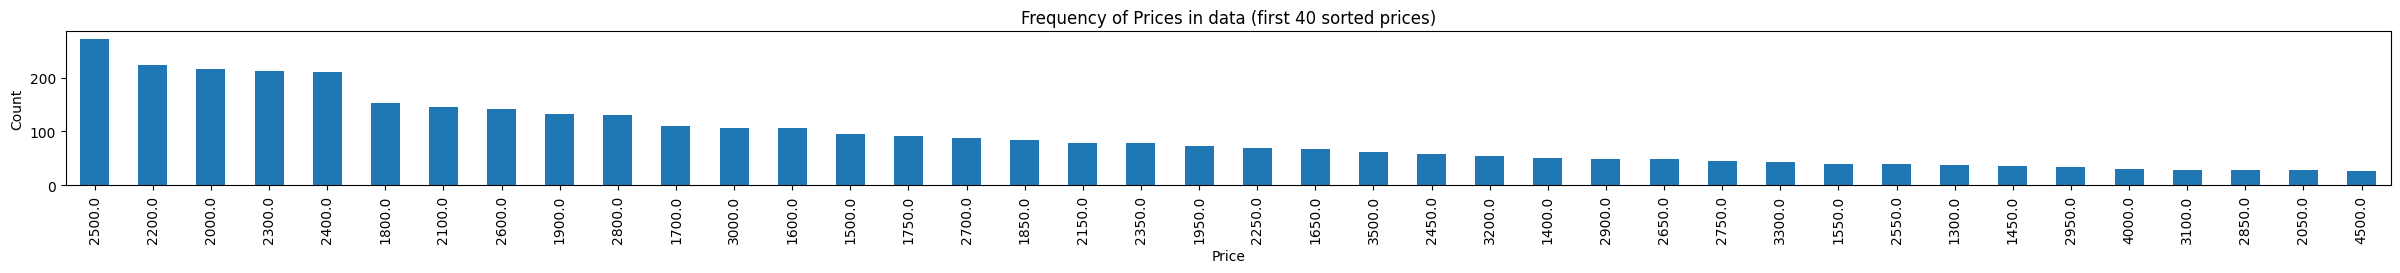 Frequency of Prices in data (first 40 sorted prices)
Count
200
100
0
2500.0 2200.0 2000.0 2300.0 2400.0 1800.0 2100.0 2600.0 1900.0 2800.0 1700.0 3000.0 1600.0 1500.0 1750.0 2700.0 1850.0 2150.0 2350.0 1950.0 2250.0 1650.0 3500.0 2450.0 3200.0 1400.0 2900.0 2650.0 2750.0 3300.0 1550.0 2550.0 1300.0 1450.0 2950.0 4000.0 3100.0 2850.0 2050.0 4500.0
Price